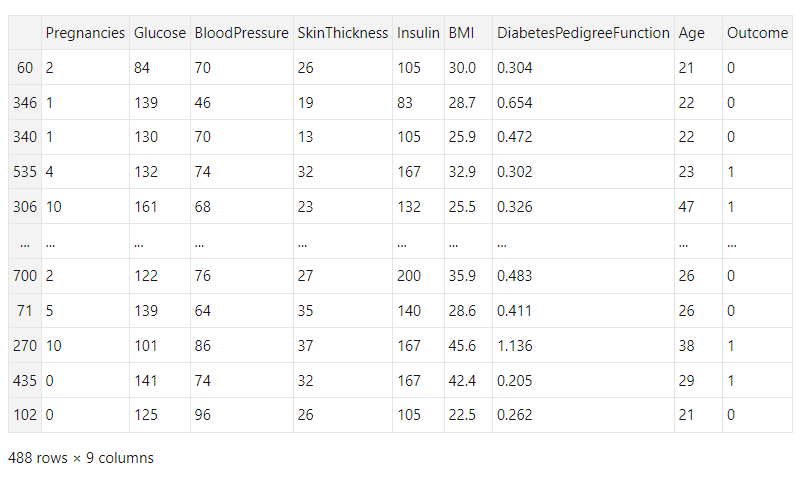 Pregnancies Glucose BloodPressure SkinThickness Insulin BMI DiabetesPedigreeFunction Age Outcome
60 2 84 70 26 105 30.0 0.304 21 0
346 1 139 46 19 83 28.7 0.654 22 0
340 1 130 70 13 105 25.9 0.472 22 0
535 4 132 74 32 167 32.9 0.302 23 1
306 10 161 68 23 132 25.5 0.326 47 1
... ... ... ... ... ... ... ... ... ...
700 2 122 76 27 200 35.9 0.483 26 0
71 5 139 64 35 140 28.6 0.411 26 0
270 10 101 86 37 167 45.6 1.136 38 1
435 0 141 74 32 167 42.4 0.205 29 1
102 0 125 96 26 105 22.5 0.262 21 0
488 rows × 9 columns